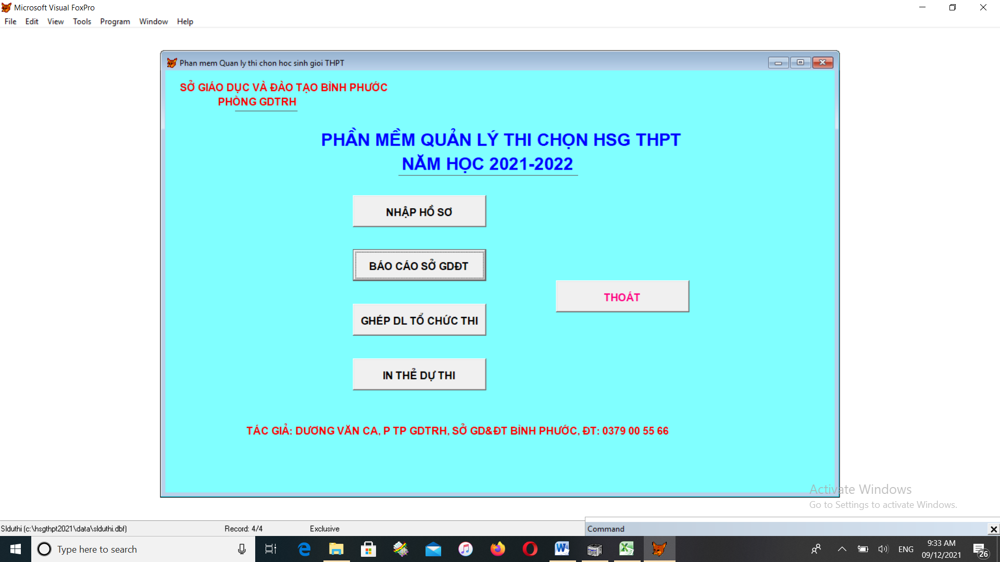 Microsoft Visual FoxPro
File Edit View Tools Program Window Help
Phan mem Quan ly thi chon hoc sinh gioi THPT
SỞ GIÁO DỤC VÀ ĐÀO TẠO BÌNH PHƯỚC
PHÒNG GDTRH
PHẦN MỀM QUẢN LÝ THI CHỌN HSG THPT
NĂM HỌC 2021-2022
NHẬP HỒ SƠ
BÁO CÁO SỞ GDĐT
THOÁT
GHÉP DL TỔ CHỨC THI
IN THẺ DỰ THI
TÁC GIẢ: DƯƠNG VĂN CA, P TP GDTRH, SỞ GD&ĐT BÌNH PHƯỚC, ĐT: 0379 00 55 66
Activate Windows
Go to Settings to activate Windows.
Slduthi (c:\hsgthpt2021\data\slduthi.dbf) Record: 4/4 Exclusive
Command
Type here to search
ENG
9:33 AM
09/12/2021
26